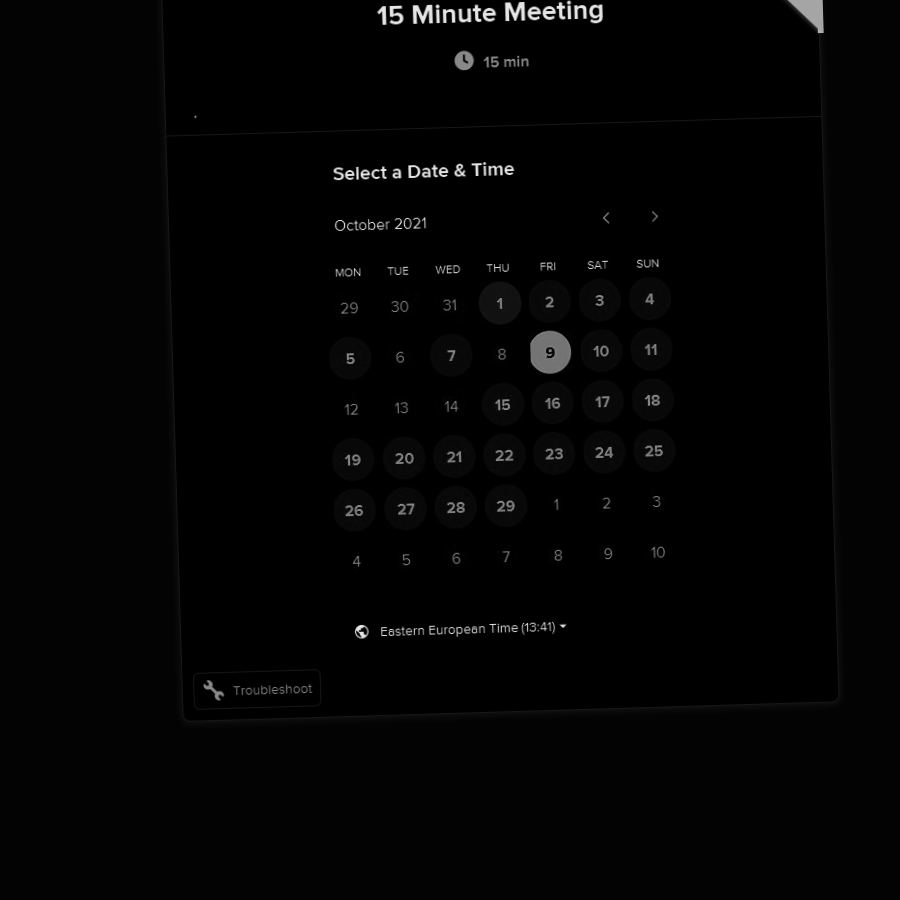 15 Minute Meeting
15 min
Select a Date & Time
October 2021
MON TUE WED THU FRI SAT SUN
29 30 31 1 2 3 4
5 6 7 8 9 10 11
12 13 14 15 16 17 18
19 20 21 22 23 24 25
26 27 28 29 1 2 3
4 5 6 7 8 9 10
Eastern European Time (13:41)
Troubleshoot